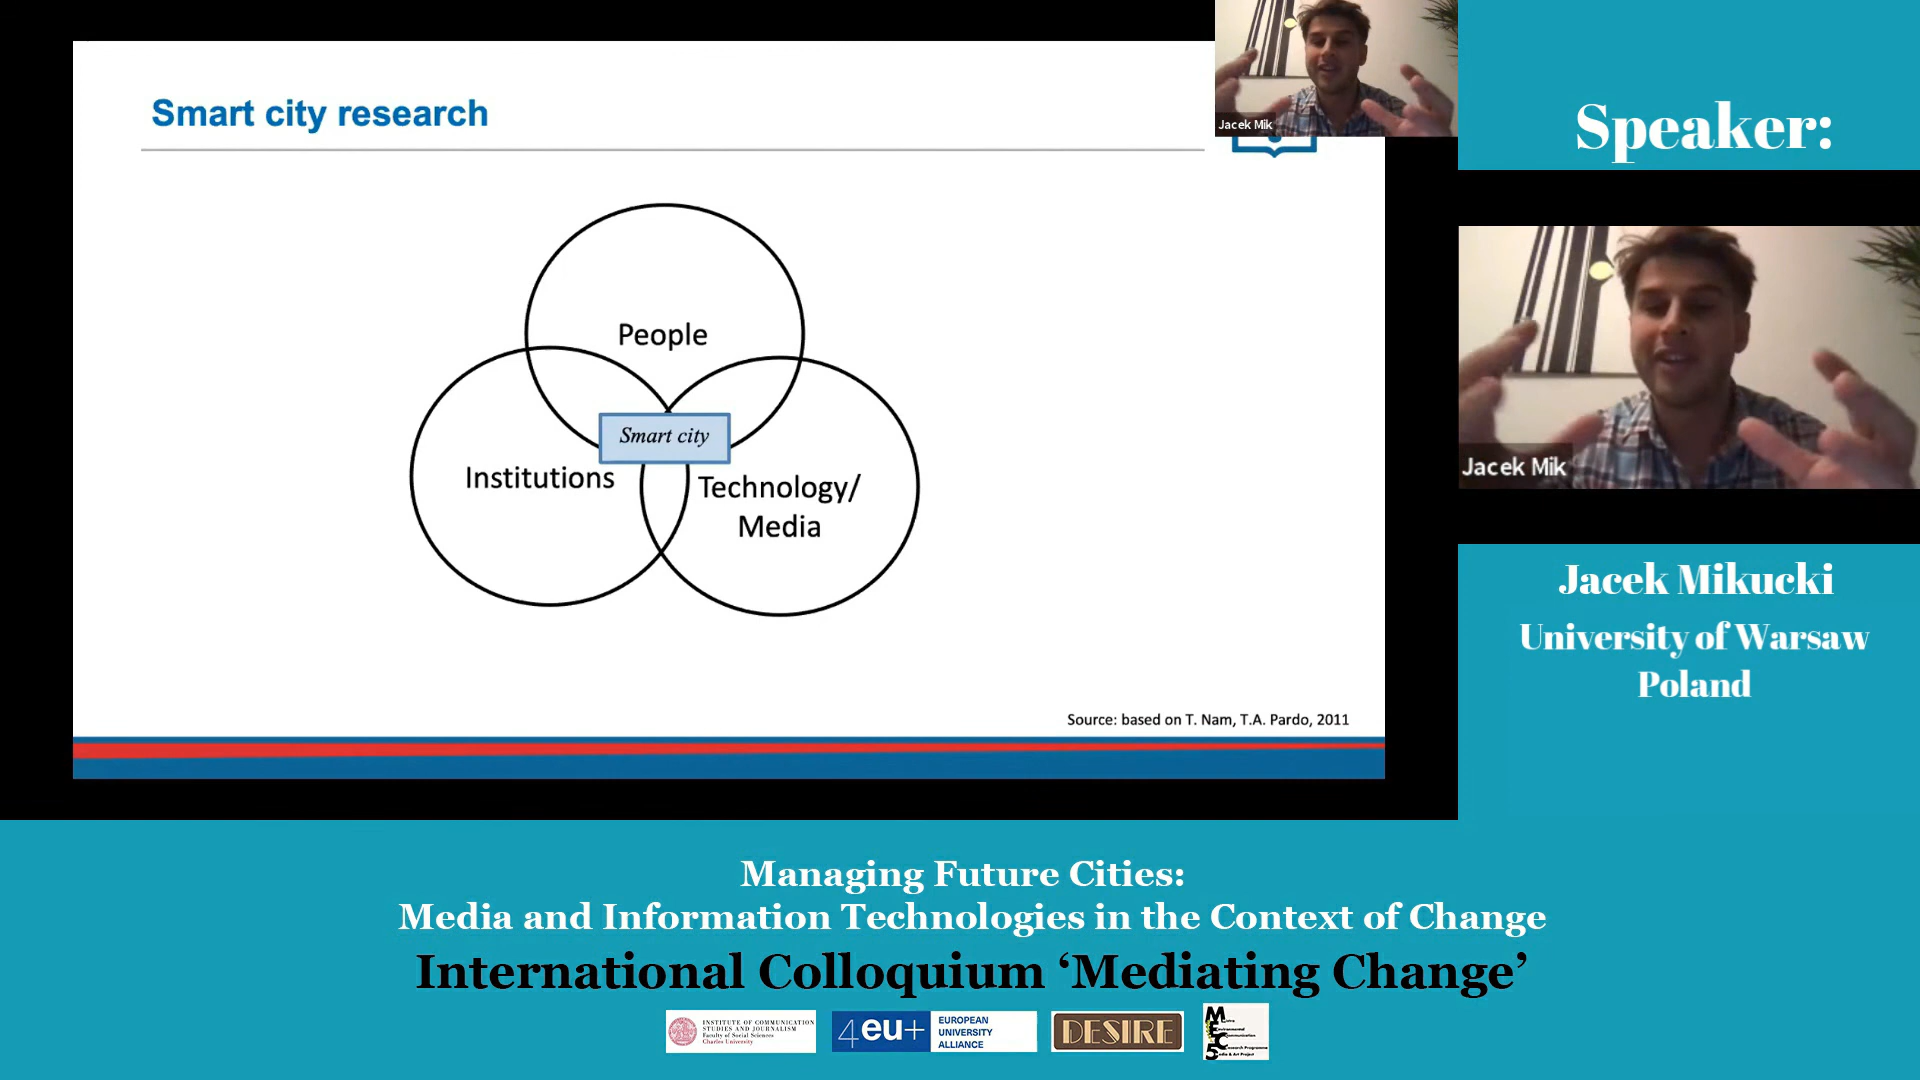 Smart city research
People
Smart city
Institutions
Technology/
Media
Source: based on T. Nam, T.A. Pardo, 2011
Jacek Mik
Speaker:
Jacek Mik
Jacek Mikucki
University of Warsaw
Poland
Managing Future Cities:
Media and Information Technologies in the Context of Change
International Colloquium ‘Mediating Change’
INSTITUTE OF COMMUNICATION
STUDIES AND JOURNALISM
Faculty of Social Sciences
Charles University
4eu+
EUROPEAN
UNIVERSITY
ALLIANCE
DESIRE